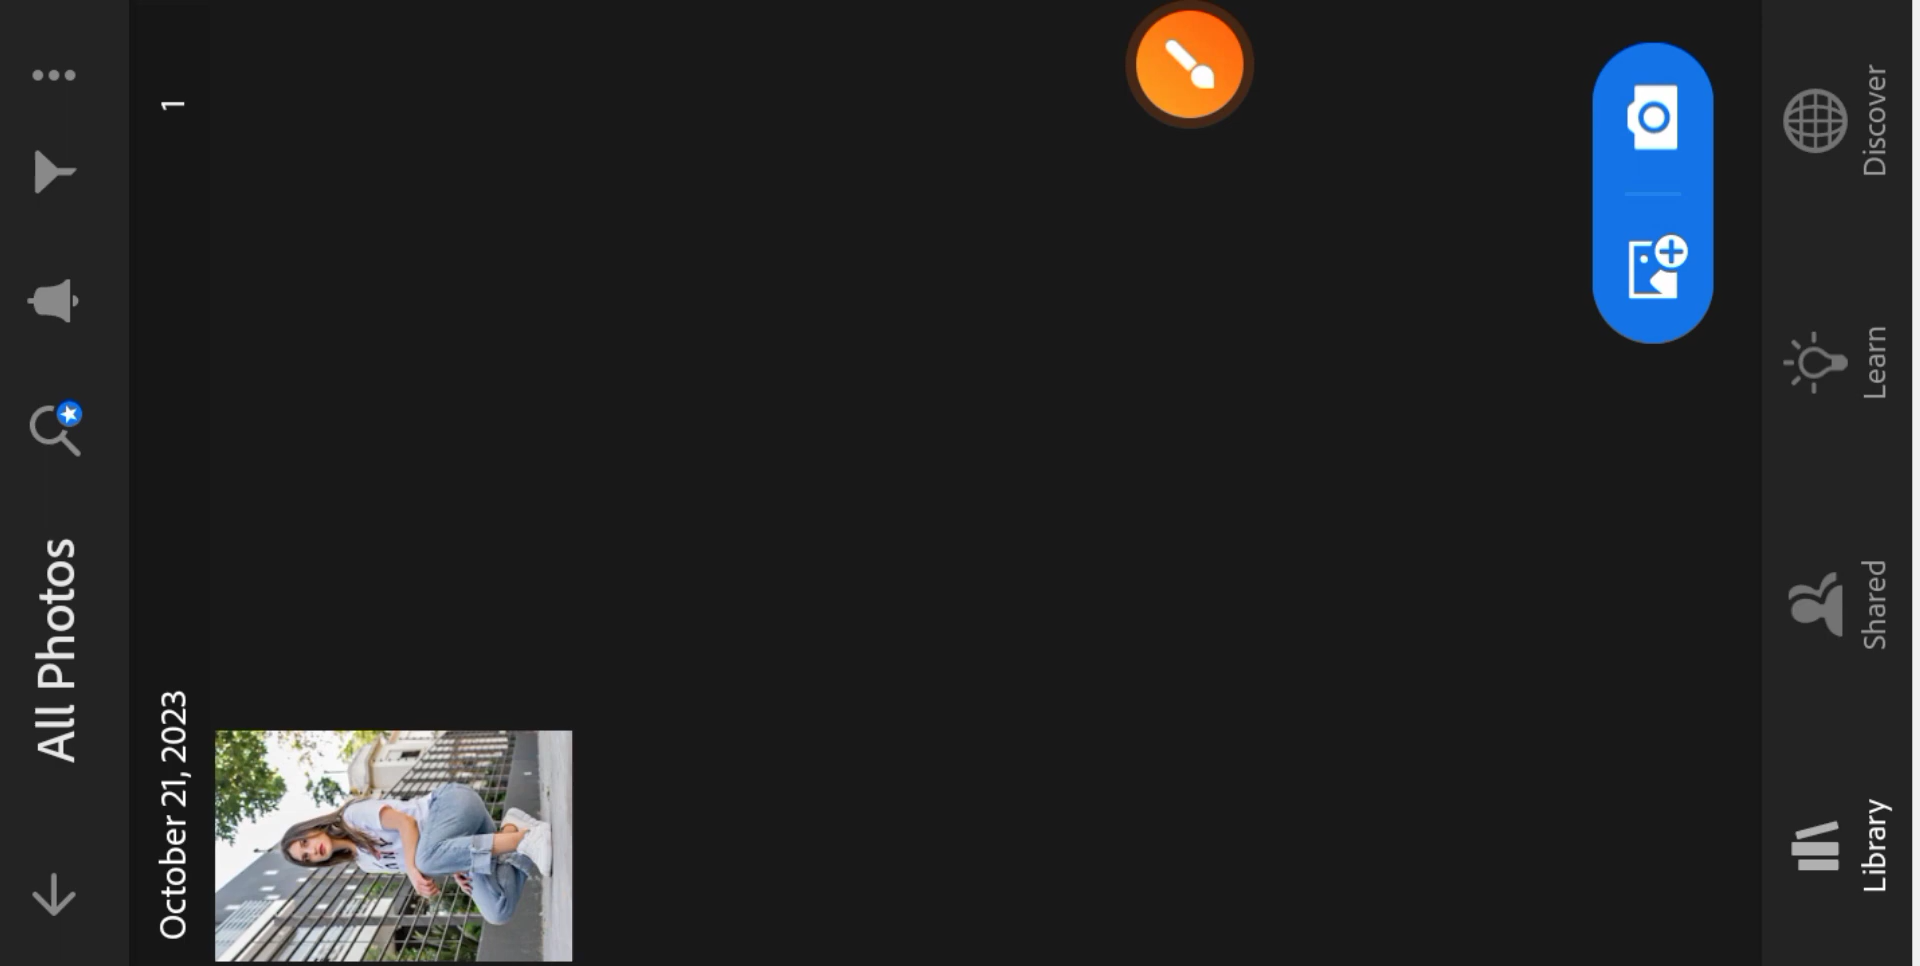 All Photos
October 21, 2023
1
Library
Shared
Learn
Discover